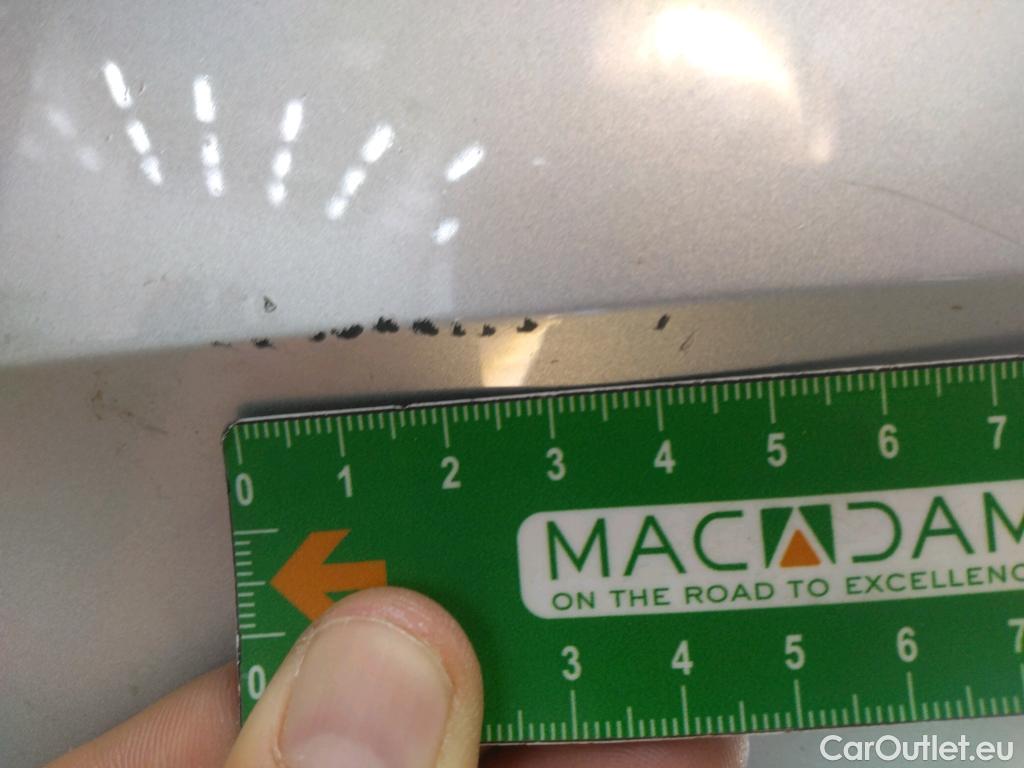 0 1 2 3 4 5 6 7
MACADAM
ON THE ROAD TO EXCELLENC
0 3 4 5 6 7
CarOutlet.eu